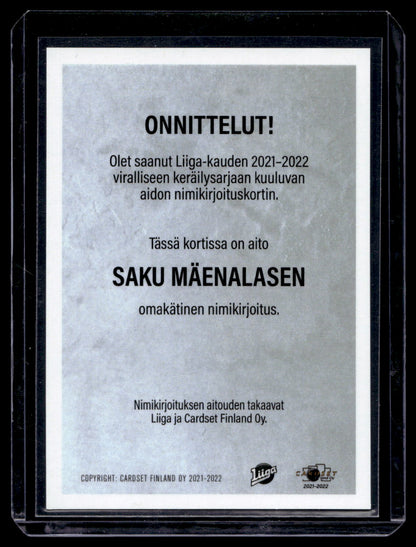 ONNITTELUT!
Olet saanut Liiga-kauden 2021–2022
viralliseen keräilysarjaan kuuluvan
aidon nimikirjoituskortin.
Tässä kortissa on aito
SAKU MÄENALASEN
omakätinen nimikirjoitus.
Nimikirjoituksen aitouden takaavat
Liiga ja Cardset Finland Oy.
COPYRIGHT: CARDSET FINLAND OY 2021-2022
Liiga
CARDSET
2021-2022